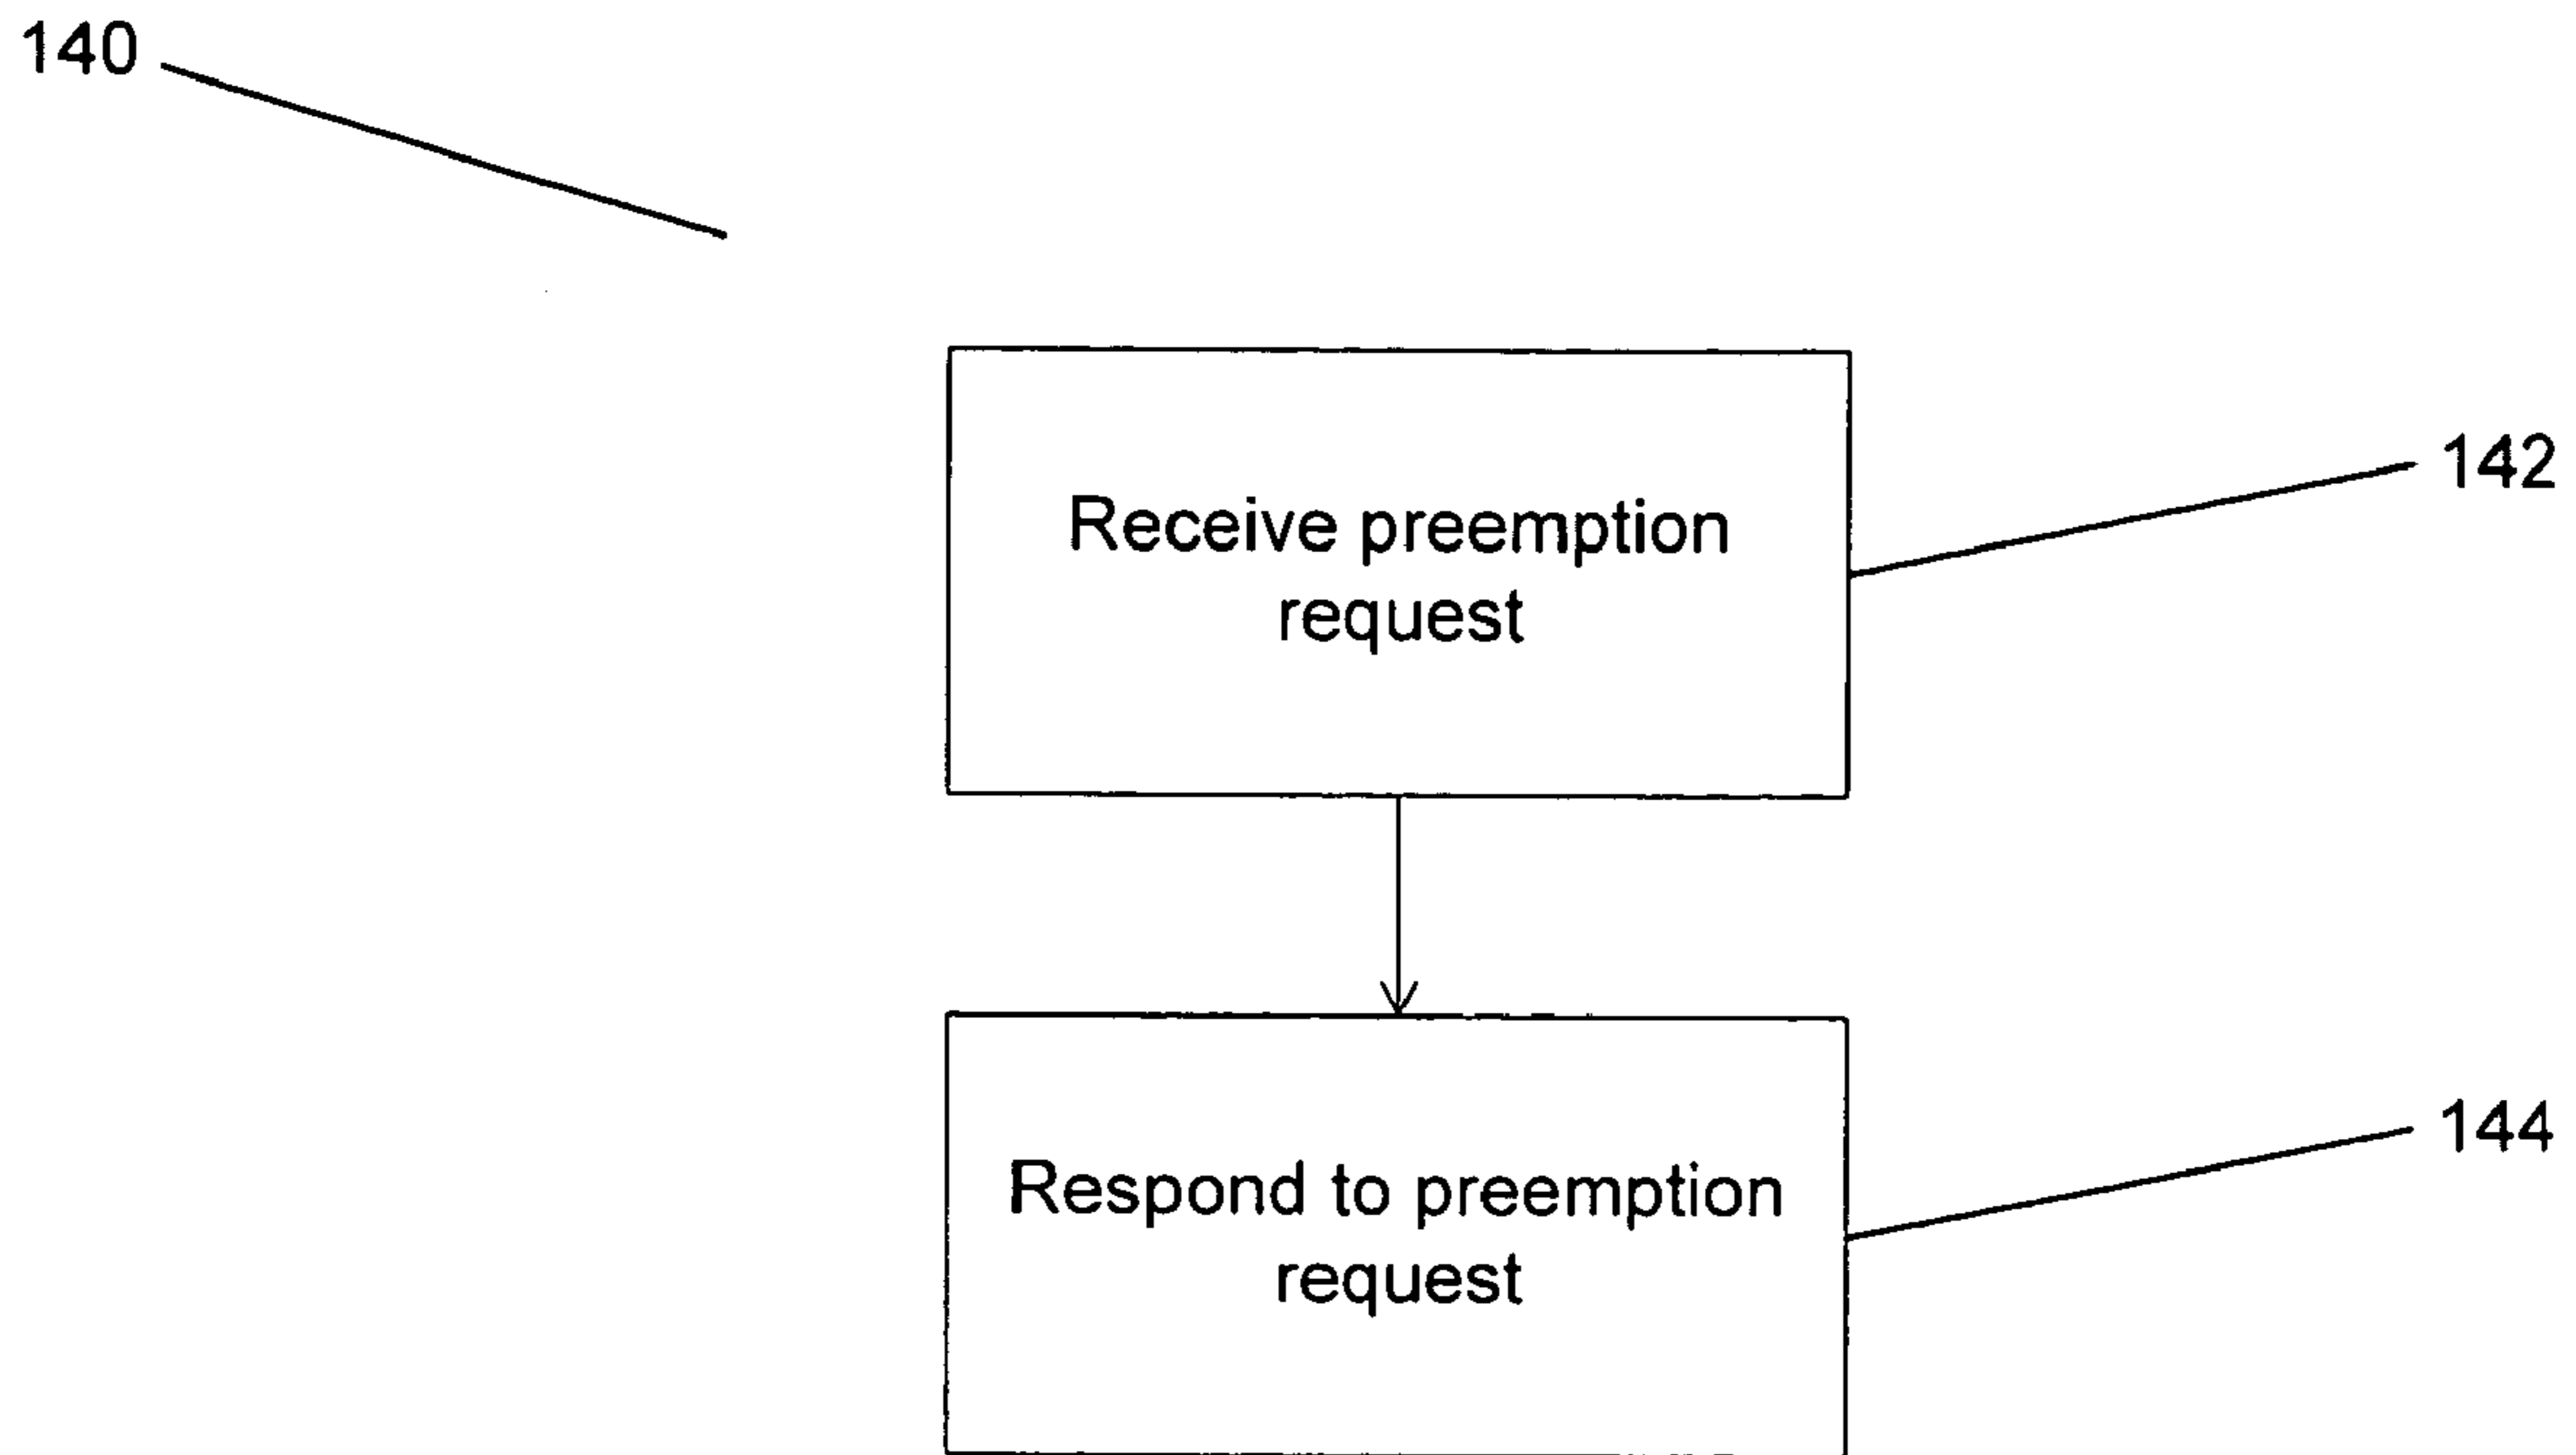 140
Receive preemption
request
142
Respond to preemption
request
144